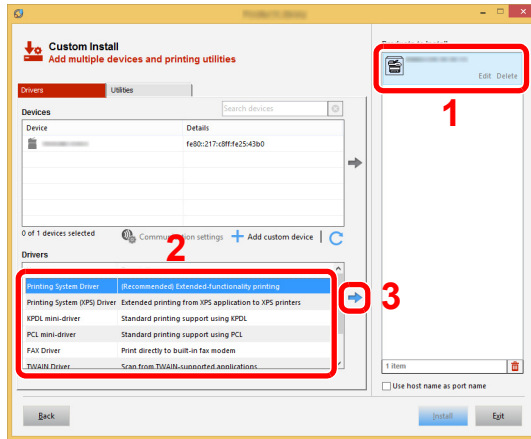 Custom Install
Add multiple devices and printing utilities
Drivers Utilities
Devices
Search devices
Device Details
fe80::217:c8ff:fe25:43b0
0 of 1 devices selected
settings
Add custom device
2
Drivers
Printing System Driver (Recommended) Extended-functionality printing
Printing System (XPS) Driver Extended printing from XPS application to XPS printers
KPDL mini-driver Standard printing support using KPDL
PCL mini-driver Standard printing support using PCL
FAX Driver Print directly to built-in fax modem
TWAIN Driver Scan from TWAIN-supported applications
3
Edit Delete
1
1 item
Use host name as port name
Back
Install
Exit